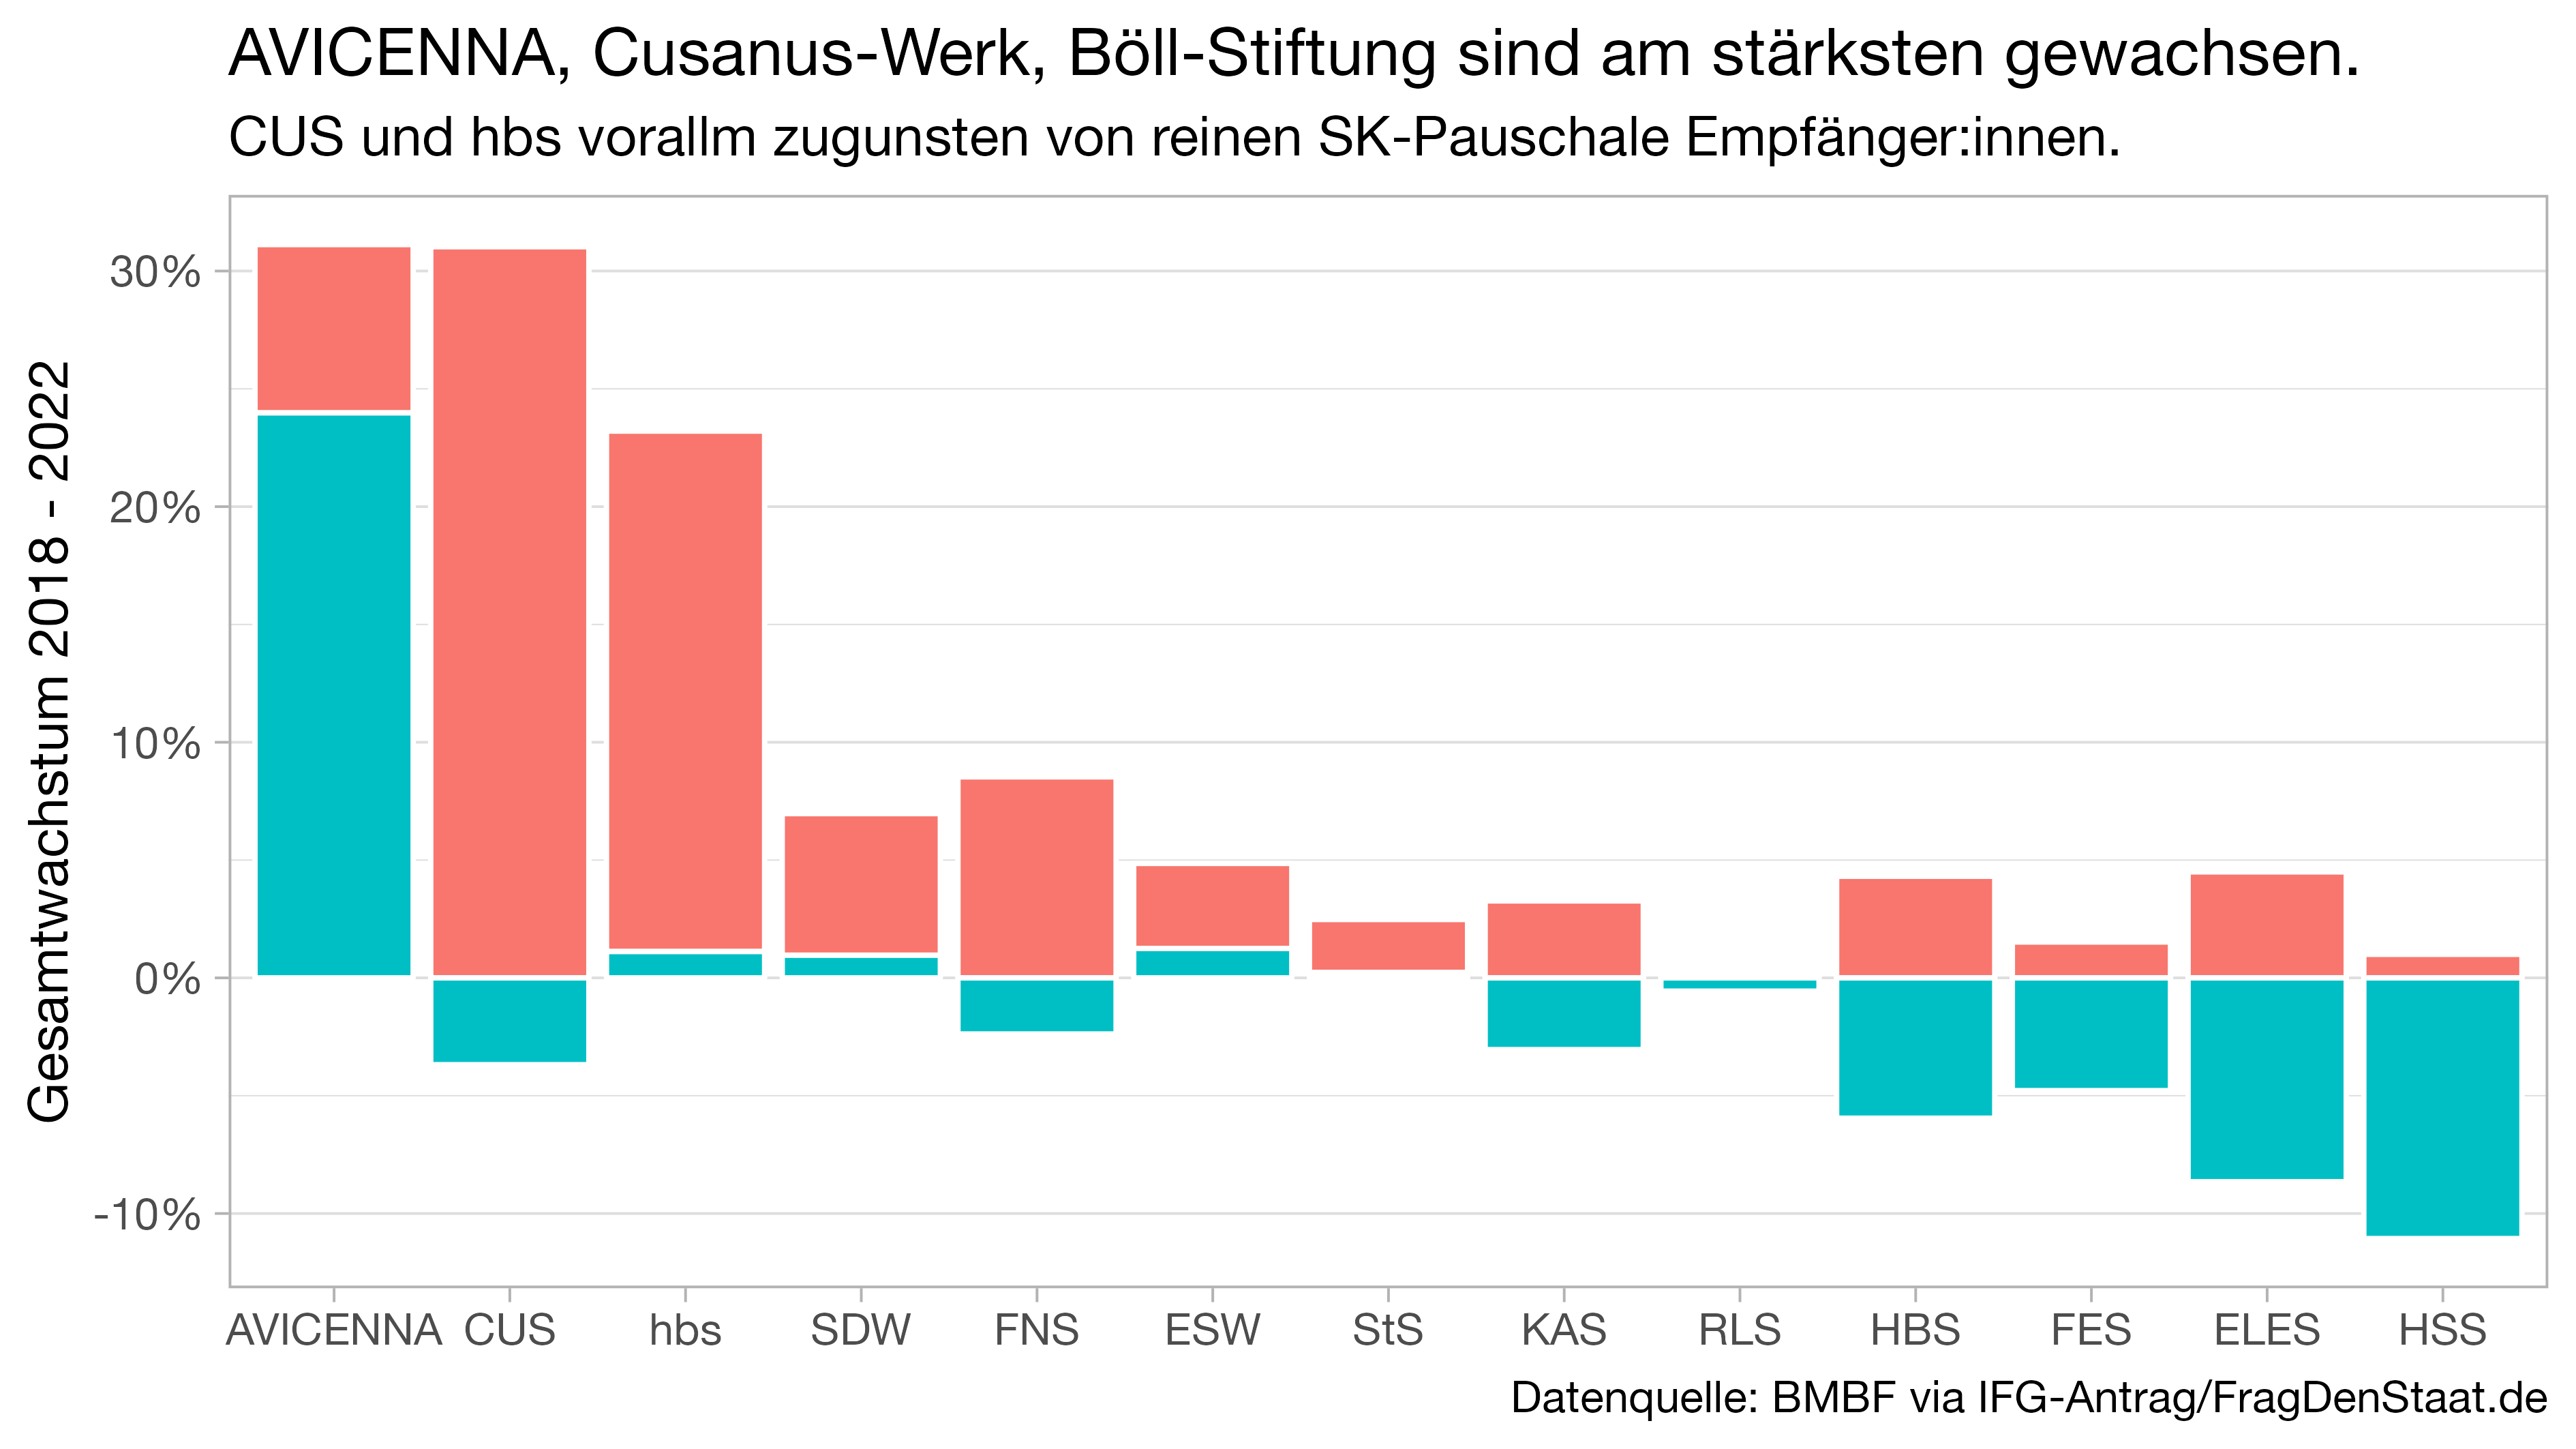 AVICENNA, Cusanus-Werk, Böll-Stiftung sind am stärksten gewachsen.
CUS und hbs vorallm zugunsten von reinen SK-Pauschale Empfänger:innen.
Gesamtwachstum 2018 - 2022
30%
20%
10%
0%
-10%
AVICENNA CUS hbs SDW FNS ESW StS KAS RLS HBS FES ELES HSS
Datenquelle: BMBF via IFG-Antrag/FragDenStaat.de